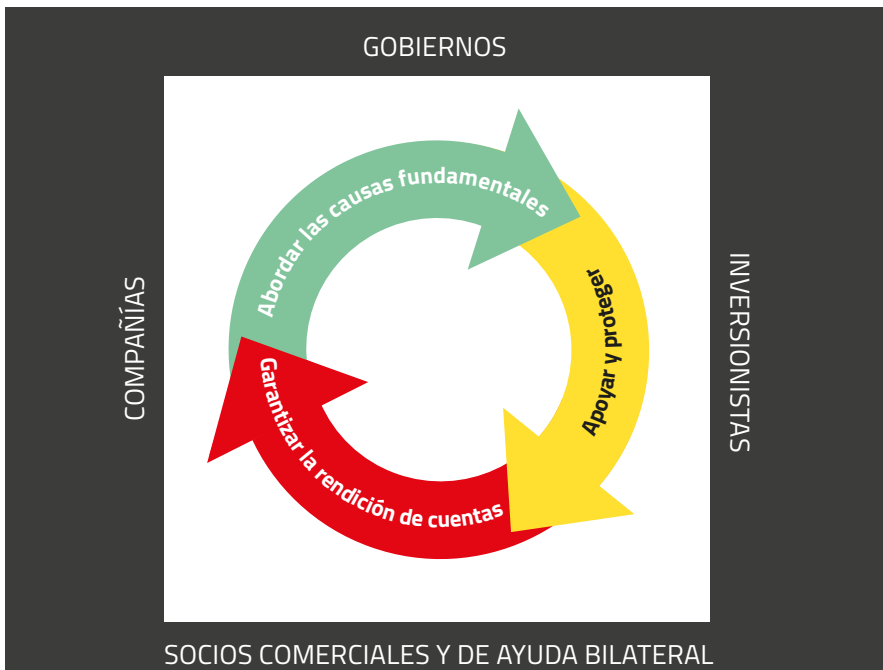 GOBIERNOS
Abordar las causas fundamentales
Apoyar y proteger
Garantizar la rendición de cuentas
COMPAÑÍAS
INVERSIONISTAS
SOCIOS COMERCIALES Y DE AYUDA BILATERAL